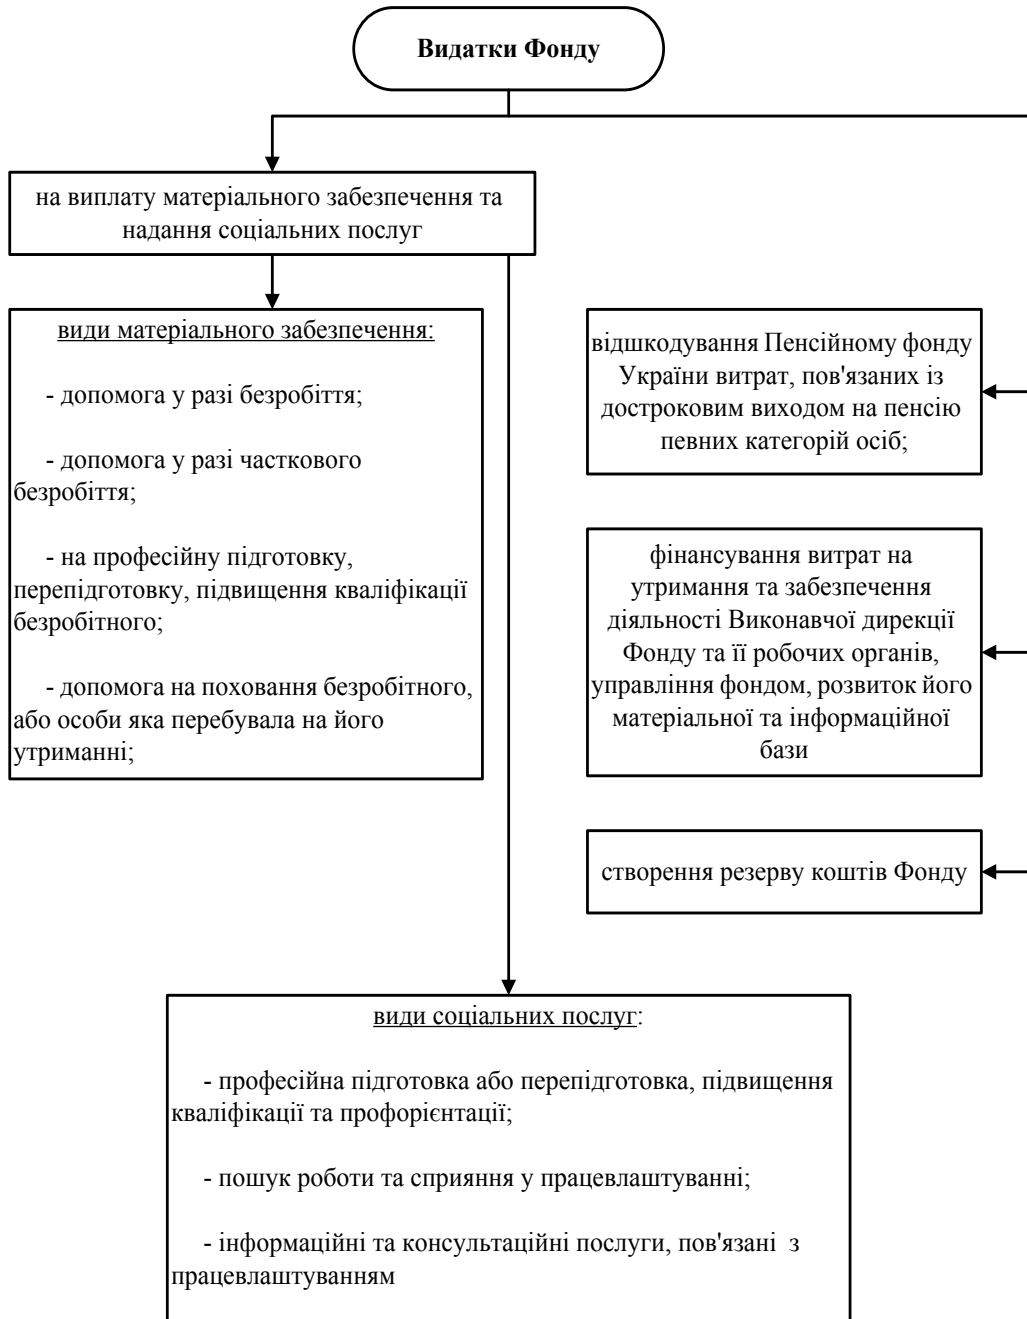 Видатки Фонду
на виплату матеріального забезпечення та
надання соціальних послуг
види матеріального забезпечення:
- допомога у разі безробіття;
- допомога у разі часткового
безробіття;
- на професійну підготовку,
перепідготовку, підвищення кваліфікації
безробітного;
- допомога на поховання безробітного,
або особи яка перебувала на його
утриманні;
відшкодування Пенсійному фонду
України витрат, пов'язаних із
достроковим виходом на пенсію
певних категорій осіб;
фінансування витрат на
утримання та забезпечення
діяльності Виконавчої дирекції
Фонду та її робочих органів,
управління фондом, розвиток його
матеріальної та інформаційної
бази
створення резерву коштів Фонду
види соціальних послуг:
- професійна підготовка або перепідготовка, підвищення
кваліфікації та профорієнтації;
- пошук роботи та сприяння у працевлаштуванні;
- інформаційні та консультаційні послуги, пов'язані  з
працевлаштуванням